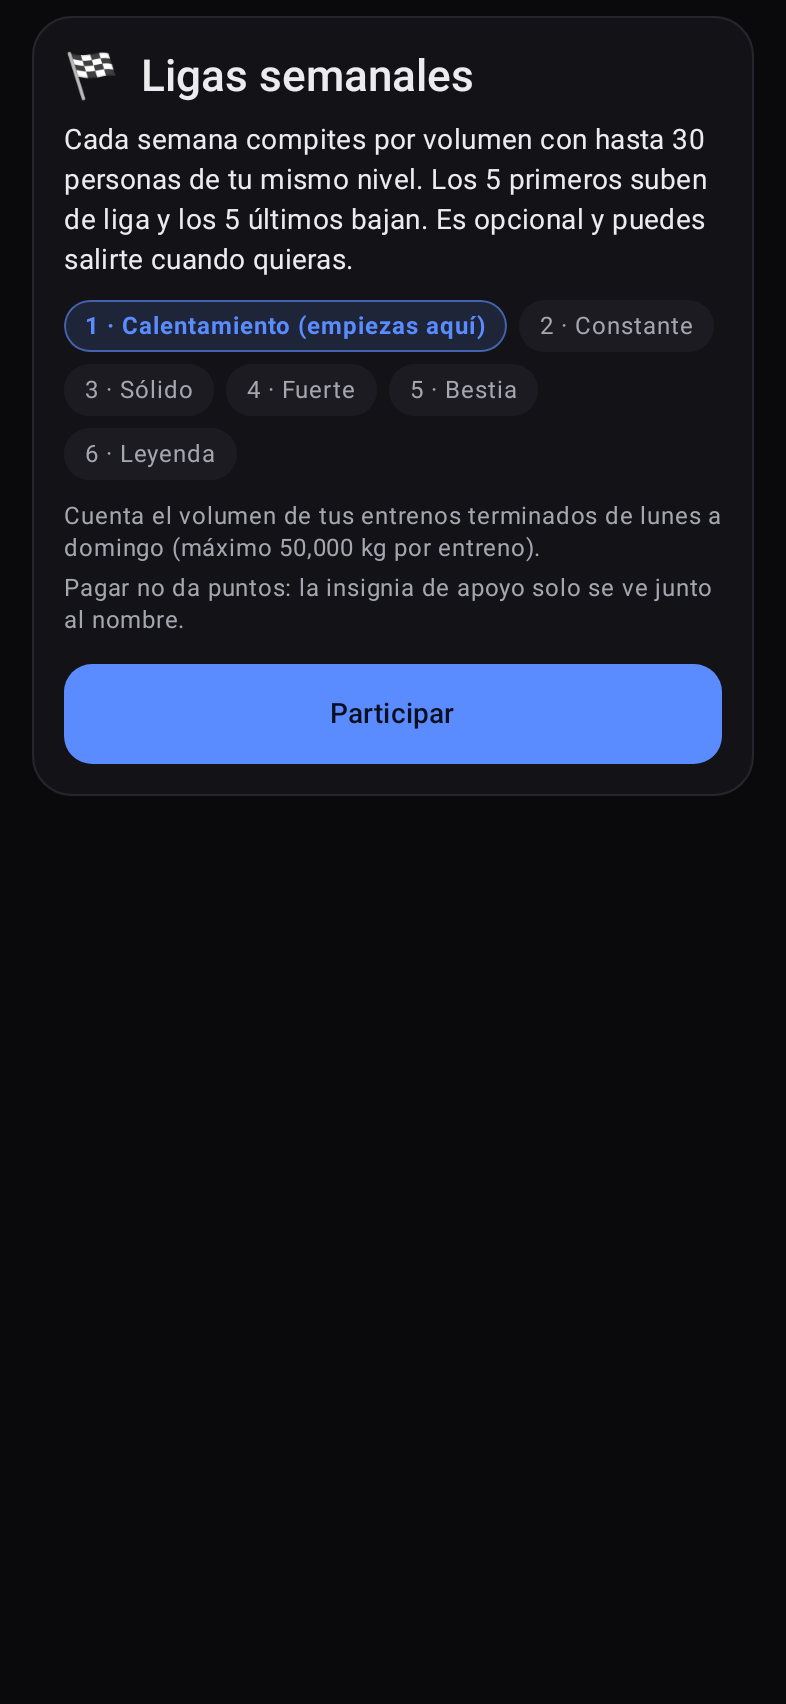 Ligas semanales
Cada semana compites por volumen con hasta 30
personas de tu mismo nivel. Los 5 primeros suben
de liga y los 5 últimos bajan. Es opcional y puedes
salirte cuando quieras.
1 · Calentamiento (empiezas aquí)
2 · Constante
3 · Sólido
4 · Fuerte
5 · Bestia
6 · Leyenda
Cuenta el volumen de tus entrenos terminados de lunes a
domingo (máximo 50,000 kg por entreno).
Pagar no da puntos: la insignia de apoyo solo se ve junto
al nombre.
Participar